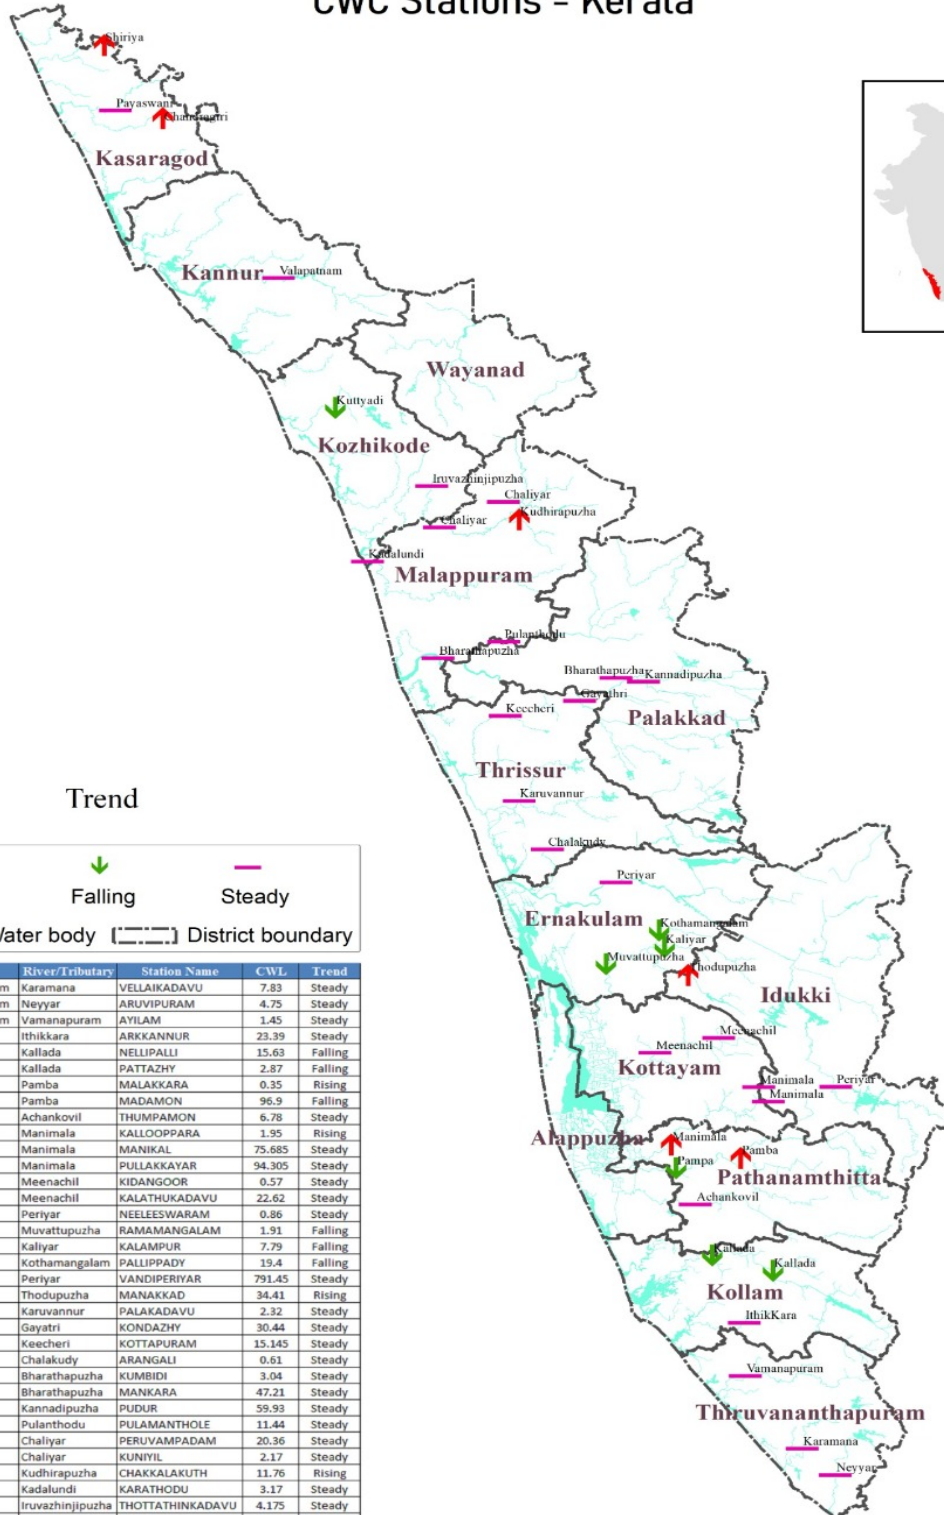 CWC Stations - Kerala
Shiriya
Payaswani
Chandragiri
Kasaragod
Kannur
Valapatnam
Wayanad
Kuttyadi
Kozhikode
Iruvazhinjipuzha
Chaliyar
Kudhirapuzha
Chaliyar
Kadalundi
Malappuram
Pulanthodu
Bharathapuzha
Bharathapuzha
Kannadipuzha
Gayathri
Keecheri
Palakkad
Thrissur
Karuvannur
Chalakudy
Periyar
Ernakulam
Kothamangalam
Kaliyar
Muvattupuzha
Thodupuzha
Idukki
Meenachil
Meenachil
Kottayam
Manimala
Periyar
Manimala
Alappuzha
Manimala
Pamba
Pampa
Pathanamthitta
Achankovil
Kallada
Kallada
Kollam
IthikKara
Vamanapuram
Thiruvananthapuram
Karamana
Neyyar
Trend
Falling Steady
Water body District boundary
River/Tributary Station Name CWL Trend
m Karamana VELLAIKADAVU 7.83 Steady
m Neyyar ARUVIPURAM 4.75 Steady
m Vamanapuram AYILAM 1.45 Steady
Ithikkara ARKKANNUR 23.39 Steady
Kallada NELLIPALLI 15.63 Falling
Kallada PATTAZHY 2.87 Falling
Pamba MALAKKARA 0.35 Rising
Pamba MADAMON 96.9 Falling
Achankovil THUMPAMON 6.78 Steady
Manimala KALLOOPPARA 1.95 Rising
Manimala MANIKAL 75.685 Steady
Manimala PULLAKKAYAR 94.305 Steady
Meenachil KIDANGOOR 0.57 Steady
Meenachil KALATHUKADAVU 22.62 Steady
Periyar NEELEESWARAM 0.86 Steady
Muvattupuzha RAMAMANGALAM 1.91 Falling
Kaliyar KALAMPUR 7.79 Falling
Kothamangalam PALLIPPADY 19.4 Falling
Periyar VANDIPERIYAR 791.45 Steady
Thodupuzha MANAKKAD 34.41 Rising
Karuvannur PALAKADAVU 2.32 Steady
Gayatri KONDAZHY 30.44 Steady
Keecheri KOTTAPURAM 15.145 Steady
Chalakudy ARANGALI 0.61 Steady
Bharathapuzha KUMBIDI 3.04 Steady
Bharathapuzha MANKARA 47.21 Steady
Kannadipuzha PUDUR 59.93 Steady
Pulanthodu PULAMANTHOLE 11.44 Steady
Chaliyar PERUVAMPADAM 20.36 Steady
Chaliyar KUNIYIL 2.17 Steady
Kudhirapuzha CHAKKALAKUTH 11.76 Rising
Kadalundi KARATHODU 3.17 Steady
Iruvazhinjipuzha THOTTATHINKADAVU 4.175 Steady